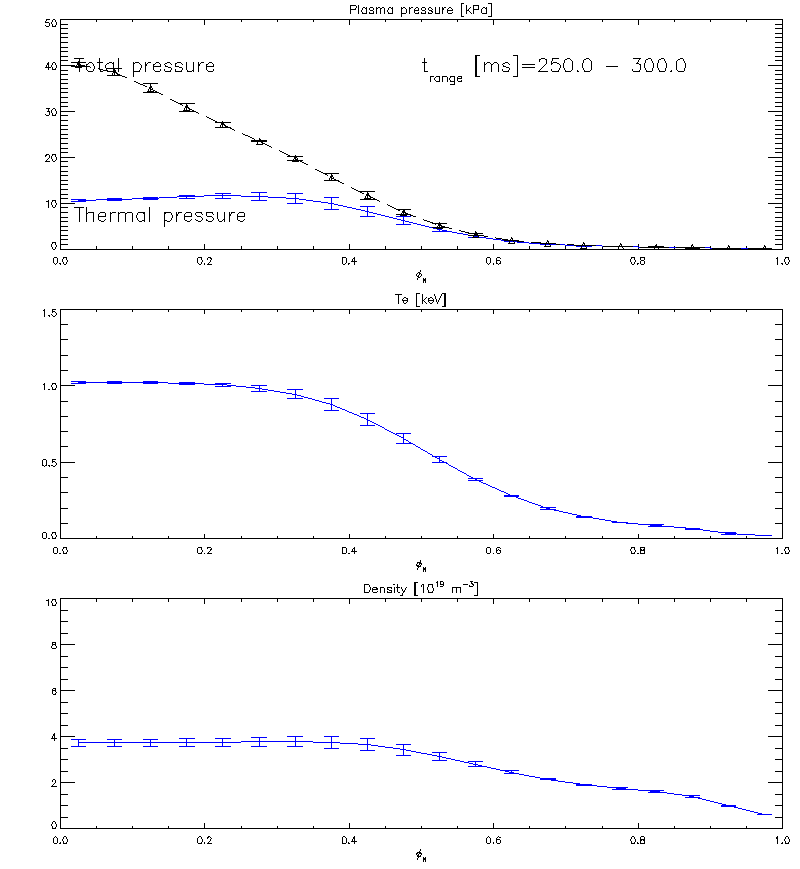 Plasma pressure [kPa]
50
Total pressure
t_range [ms]=250.0 − 300.0
40
30
20
10
Thermal pressure
0
0.0 0.2 0.4 0.6 0.8 1.0
ϕ_N
Te [keV]
1.5
1.0
0.5
0.0
0.0 0.2 0.4 0.6 0.8 1.0
ϕ_N
Density [10^19 m^-3]
10
8
6
4
2
0
0.0 0.2 0.4 0.6 0.8 1.0
ϕ_N